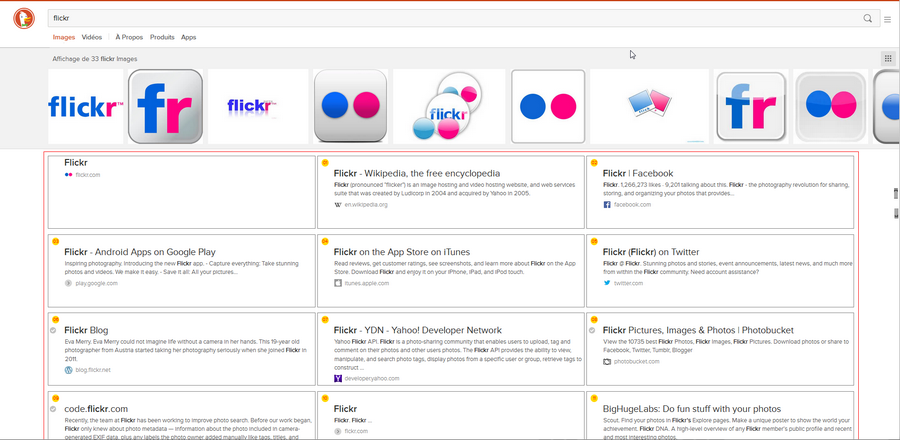 flickr
Images Vidéos À Propos Produits Apps
Affichage de 33 flickr Images
flickr™
fr
flickr
flickr
fr
Flickr
flickr.com
01
Flickr - Wikipedia, the free encyclopedia
Flickr (pronounced "flicker") is an image hosting and video hosting website, and web services
suite that was created by Ludicorp in 2004 and acquired by Yahoo in 2005.
W en.wikipedia.org
02
Flickr | Facebook
Flickr. 1,266,273 likes · 9,201 talking about this. Flickr - the photography revolution for sharing,
storing, and organizing your photos that provides...
facebook.com
03
Flickr - Android Apps on Google Play
Inspiring photography. Introducing the new Flickr app. - Capture everything: Take stunning
photos and videos. We make it easy. - Save it all: All your pictures...
play.google.com
04
Flickr on the App Store on iTunes
Read reviews, get customer ratings, see screenshots, and learn more about Flickr on the App
Store. Download Flickr and enjoy it on your iPhone, iPad, and iPod touch.
itunes.apple.com
05
Flickr (Flickr) on Twitter
Flickr @ Flickr. Stunning photos and stories, event announcements, latest news, and much more
from within the Flickr community. Need account assistance?
twitter.com
06
Flickr Blog
Eva Merry. Eva Merry could not imagine life without a camera in her hands. This 19-year old
photographer from Austria started taking her photography seriously when she joined Flickr in
2011.
blog.flickr.net
07
Flickr - YDN - Yahoo! Developer Network
Yahoo Flickr API. Flickr is a photo-sharing community that enables users to upload, tag and
comment on their photos and other users photos. The Flickr API provides the ability to view,
manipulate, and search photo tags, display photos from a specific user or group, retrieve tags to
construct ...
developer.yahoo.com
08
Flickr Pictures, Images & Photos | Photobucket
View the 10735 best Flickr Photos, Flickr Images, Flickr Pictures. Download photos or share to
Facebook, Twitter, Tumblr, Blogger
photobucket.com
09
code.flickr.com
Recently, the team at Flickr has been working to improve photo search. Before our work began,
Flickr only knew about photo metadata — information about the photo included in camera-
generated EXIF data, plus any labels the photo owner added manually like tags, titles, and
10
Flickr
Flickr. Flickr ...
flickr.com
11
BigHugeLabs: Do fun stuff with your photos
Scout. Find your photos in Flickr's Explore pages. Make a unique poster to show the world your
achievement. Flickr DNA. A high-level overview of any Flickr member's public profile and recent
and most interesting photos.